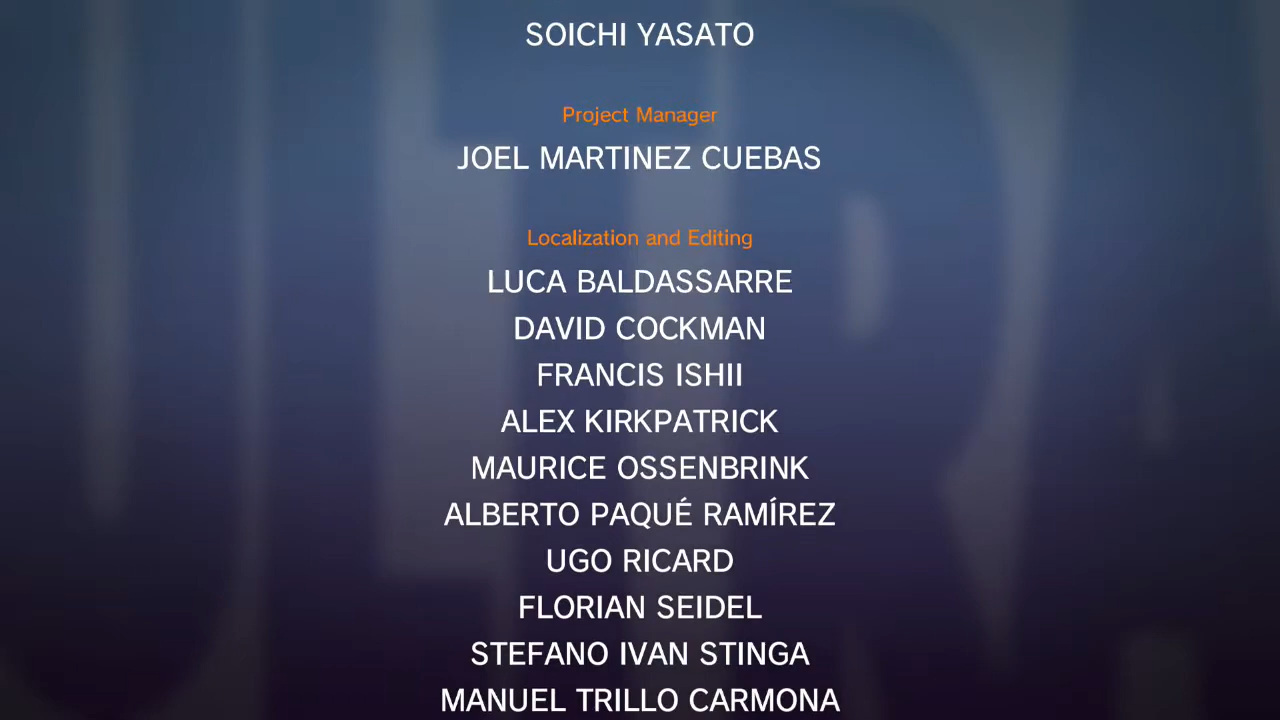 SOICHI YASATO
Project Manager
JOEL MARTINEZ CUEBAS
Localization and Editing
LUCA BALDASSARRE
DAVID COCKMAN
FRANCIS ISHII
ALEX KIRKPATRICK
MAURICE OSSENBRINK
ALBERTO PAQUÉ RAMÍREZ
UGO RICARD
FLORIAN SEIDEL
STEFANO IVAN STINGA
MANUEL TRILLO CARMONA